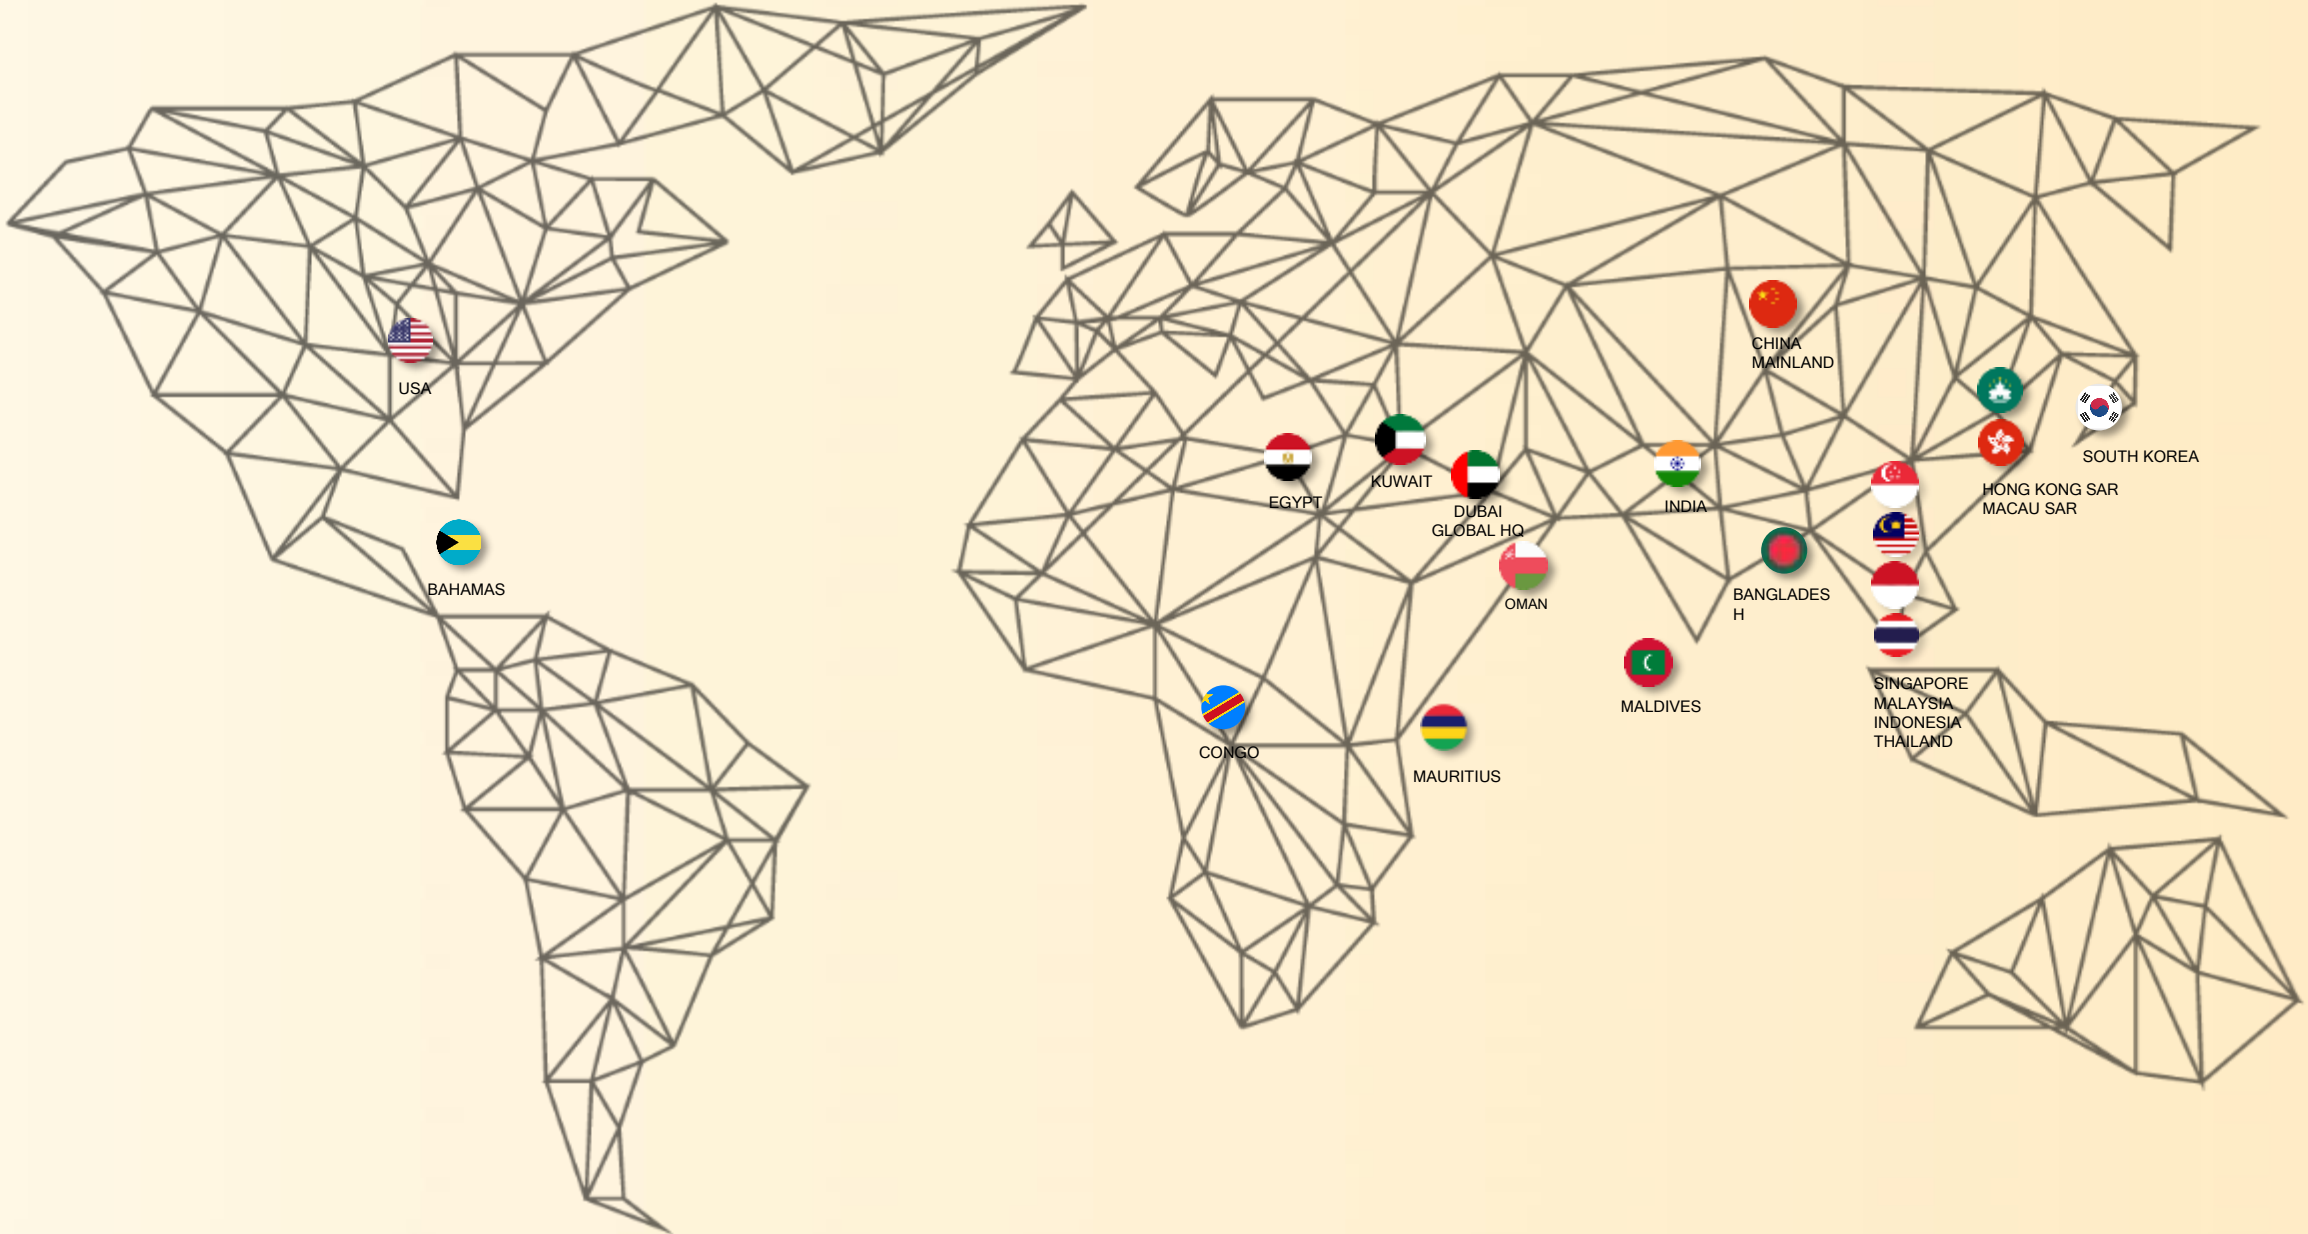 CHINA
MAINLAND
USA
SOUTH KOREA
KUWAIT
EGYPT
HONG KONG SAR
MACAU SAR
INDIA
DUBAI
GLOBAL HQ
BAHAMAS
OMAN
BANGLADES
H
SINGAPORE
MALAYSIA
INDONESIA
THAILAND
MALDIVES
CONGO
MAURITIUS